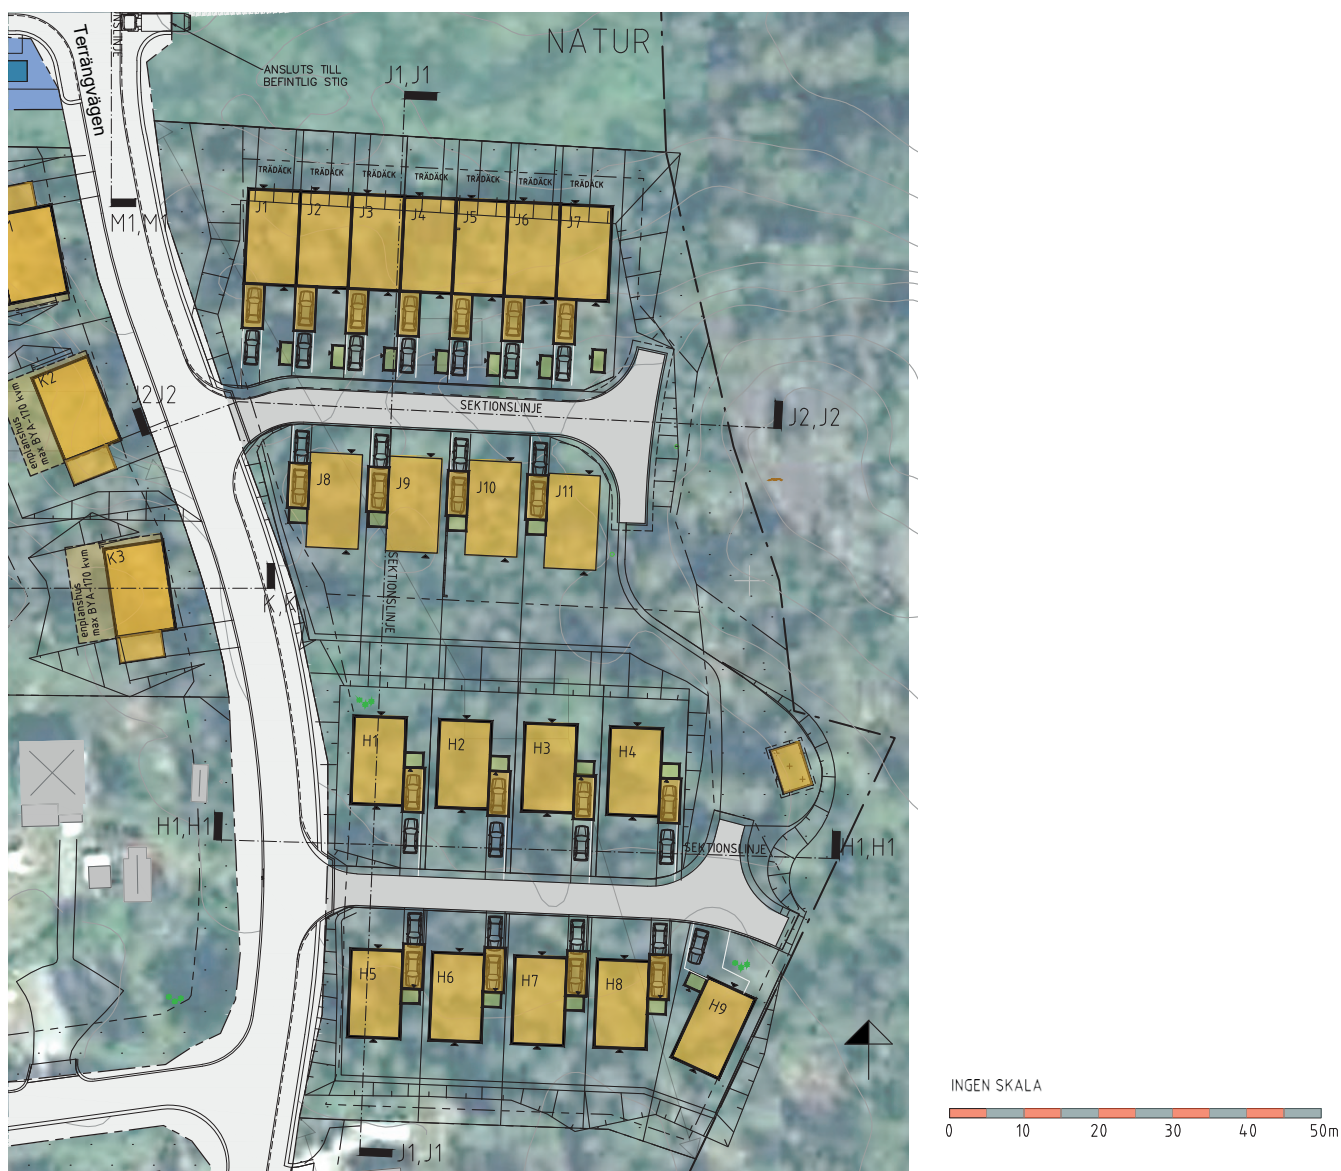 NSLINJE
Terrängvägen
ANSLUTS TILL
BEFINTLIG STIG
NATUR
J1,J1
TRÄDÄCK
TRÄDÄCK
TRÄDÄCK
TRÄDÄCK
TRÄDÄCK
TRÄDÄCK
TRÄDÄCK
J1
J2
J3
J4
J5
J6
J7
M1,M1
K2
enplanshus
max BYA-170 kvm
J2J2
SEKTIONSLINJE
J2,J2
J8
J9
J10
J11
K3
enplanshus
max BYA-170 kvm
SEKTIONSLINJE
H1
H2
H3
H4
H1,H1
SEKTIONSLINJE
H1,H1
H5
H6
H7
H8
H9
J1,J1
INGEN SKALA
0 10 20 30 40 50m